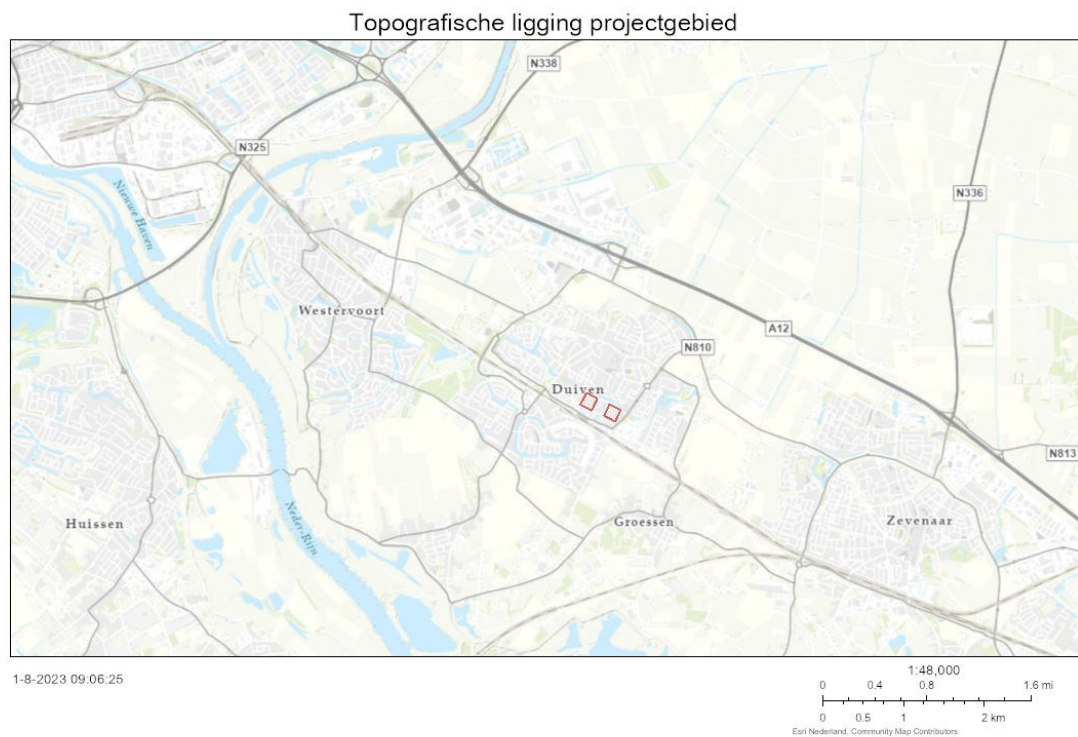 Topografische ligging projectgebied
N338
N325
Nieuwe Haven
N336
Westervoort
A12
N810
Duiven
N813
Huissen
Neder-Rijn
Groessen
Zevenaar
1-8-2023 09:06:25
1:48,000
0 0.4 0.8 1.6 mi
0 0.5 1 2 km
Esri Nederland, Community Map Contributors